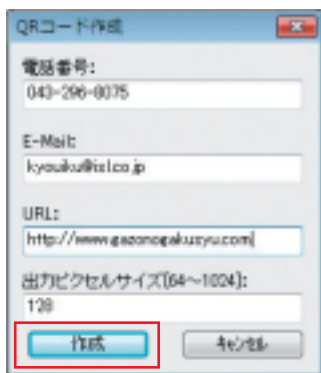 QRコード作成
電話番号:
043-296-8075
E-Mail:
kyouiku@isl.co.jp
URL:
http://www.gazonogakusyu.com
出力ピクセルサイズ(64~1024):
128
作成
キャンセル